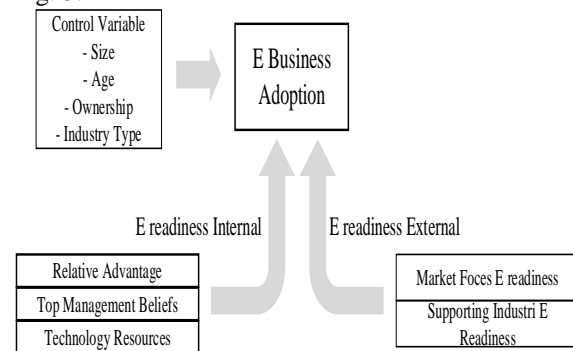 Control Variable
- Size
- Age
- Ownership
- Industry Type
E Business
Adoption
E readiness Internal
E readiness External
Relative Advantage
Top Management Beliefs
Technology Resources
Market Foces E readiness
Supporting Industri E
Readiness